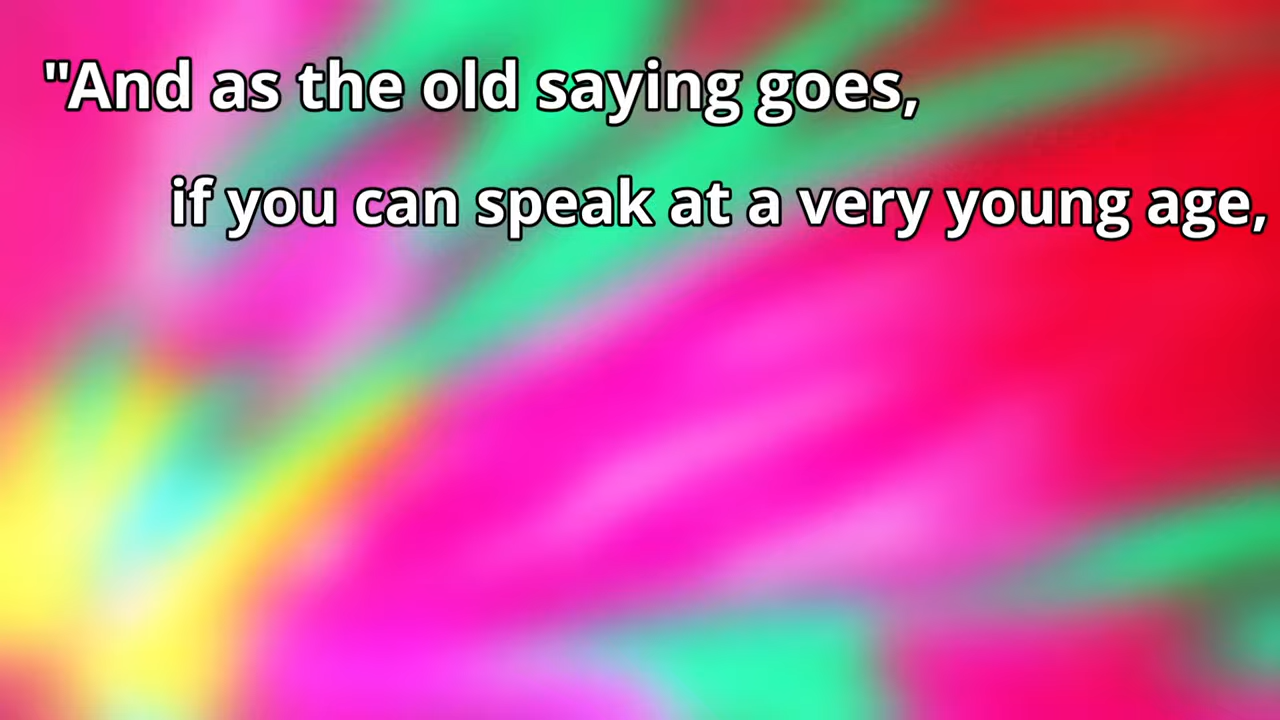 "And as the old saying goes,
if you can speak at a very young age,